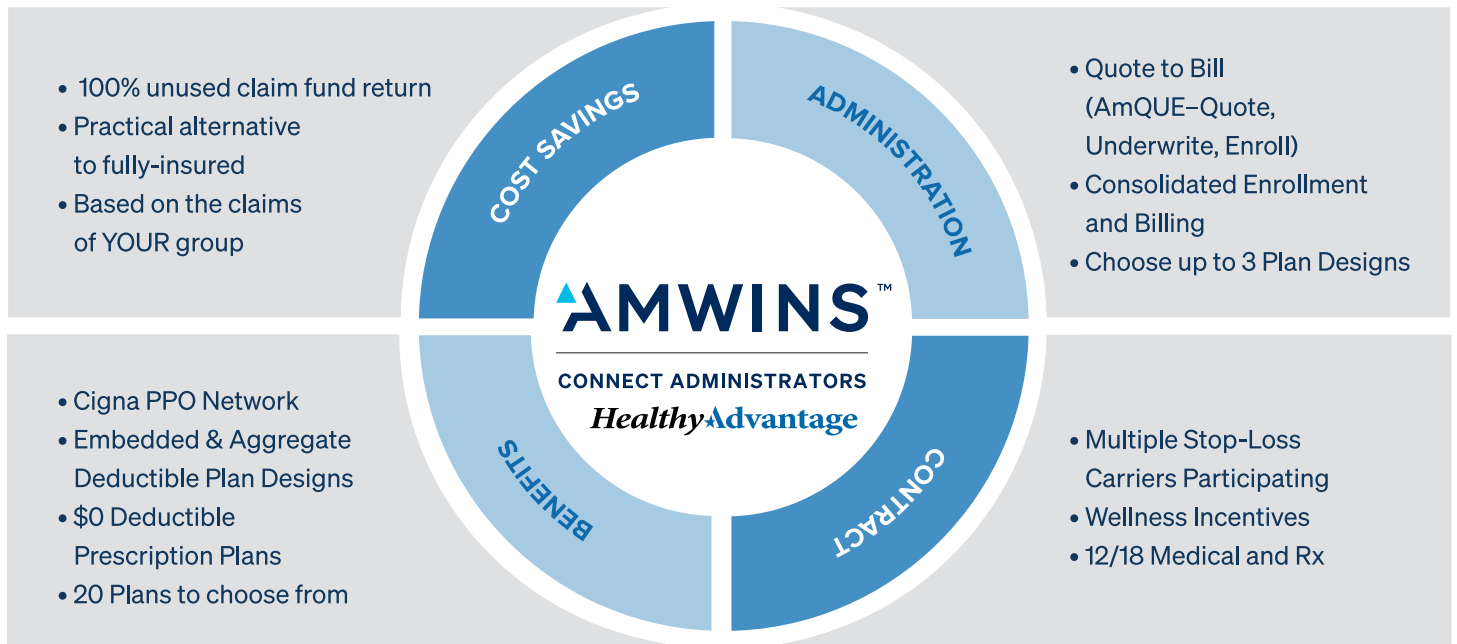 • 100% unused claim fund return
• Practical alternative
to fully-insured
• Based on the claims
of YOUR group
COST SAVINGS
ADMINISTRATION
• Quote to Bill
(AmQUE–Quote,
Underwrite, Enroll)
• Consolidated Enrollment
and Billing
• Choose up to 3 Plan Designs
AMWINS™
CONNECT ADMINISTRATORS
HealthyAdvantage
• Cigna PPO Network
• Embedded & Aggregate
Deductible Plan Designs
• $0 Deductible
Prescription Plans
• 20 Plans to choose from
BENEFITS
CONTRACT
• Multiple Stop-Loss
Carriers Participating
• Wellness Incentives
• 12/18 Medical and Rx